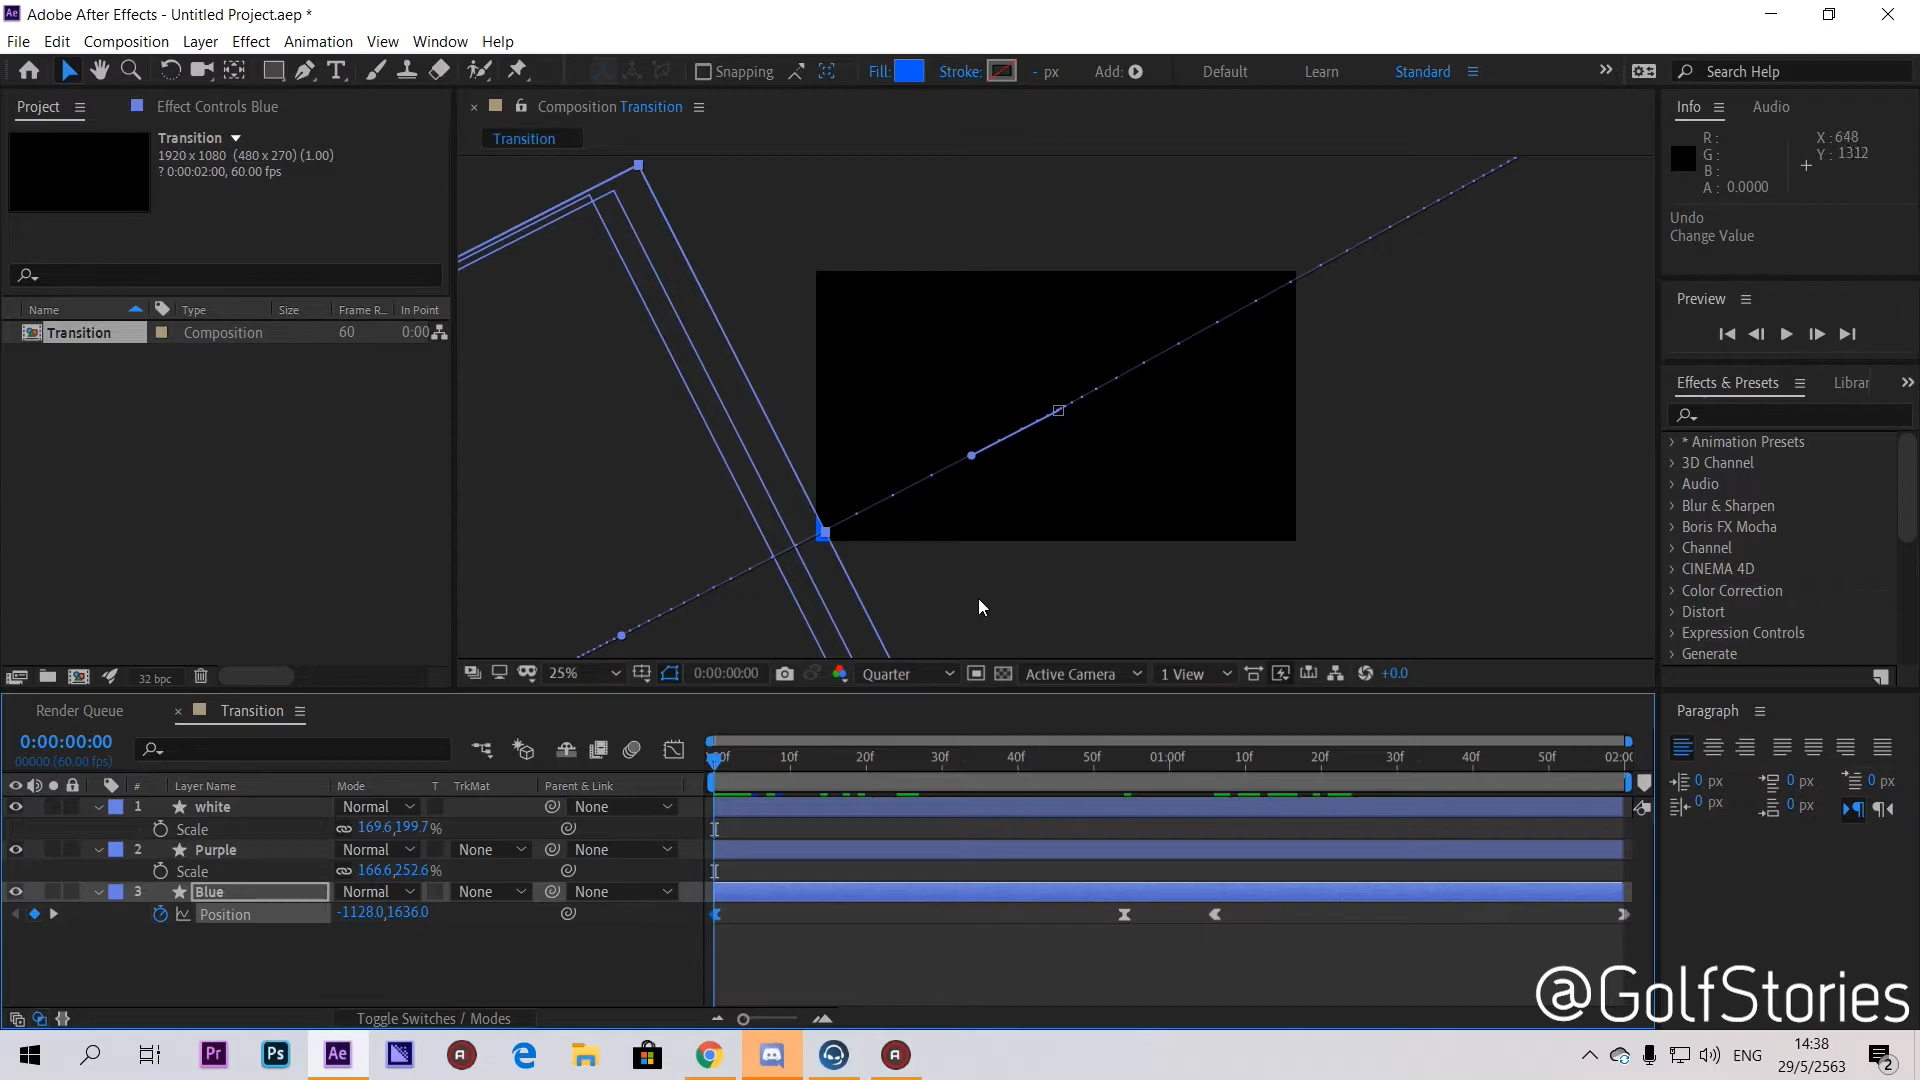 Adobe After Effects - Untitled Project.aep *
File Edit Composition Layer Effect Animation View Window Help
Snapping Fill: Stroke: - px Add: Default Learn Standard Search Help
Project Effect Controls Blue
Composition Transition
Transition
Transition
1920 x 1080 (480 x 270) (1.00)
? 0:00:02:00, 60.00 fps
Name Type Size Frame R... In Point
Transition Composition 60 0:00
32 bpc
25% 0:00:00:00 Quarter Active Camera 1 View +0.0
Info Audio
R :
G :
B :
A : 0.0000
X : 648
Y : 1312
Undo
Change Value
Preview
Effects & Presets Librar
* Animation Presets
3D Channel
Audio
Blur & Sharpen
Boris FX Mocha
Channel
CINEMA 4D
Color Correction
Distort
Expression Controls
Generate
Paragraph
0 px 0 px 0 px
0 px 0 px
Render Queue Transition
0:00:00:00
00000 (60.00 fps)
10f 20f 30f 40f 50f 01:00f 10f 20f 30f 40f 50f 02:00
# Layer Name Mode T TrkMat Parent & Link
1 white Normal None
Scale 169.6,199.7%
2 Purple Normal None None
Scale 166.6,252.6%
3 Blue Normal None None
Position -1128.0,1636.0
Toggle Switches / Modes
@GolfStories
Pr Ps Ae ENG
14:38
29/5/2563
2